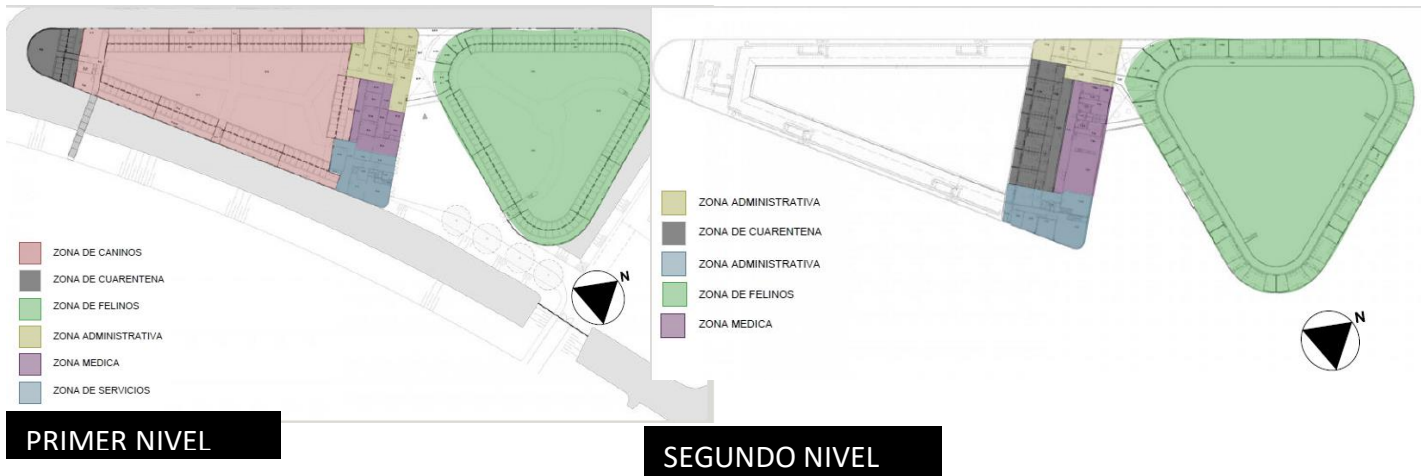 ZONA DE CANINOS
ZONA DE CUARENTENA
ZONA DE FELINOS
ZONA ADMINISTRATIVA
ZONA MEDICA
ZONA DE SERVICIOS
N
PRIMER NIVEL
ZONA ADMINISTRATIVA
ZONA DE CUARENTENA
ZONA ADMINISTRATIVA
ZONA DE FELINOS
ZONA MEDICA
N
SEGUNDO NIVEL